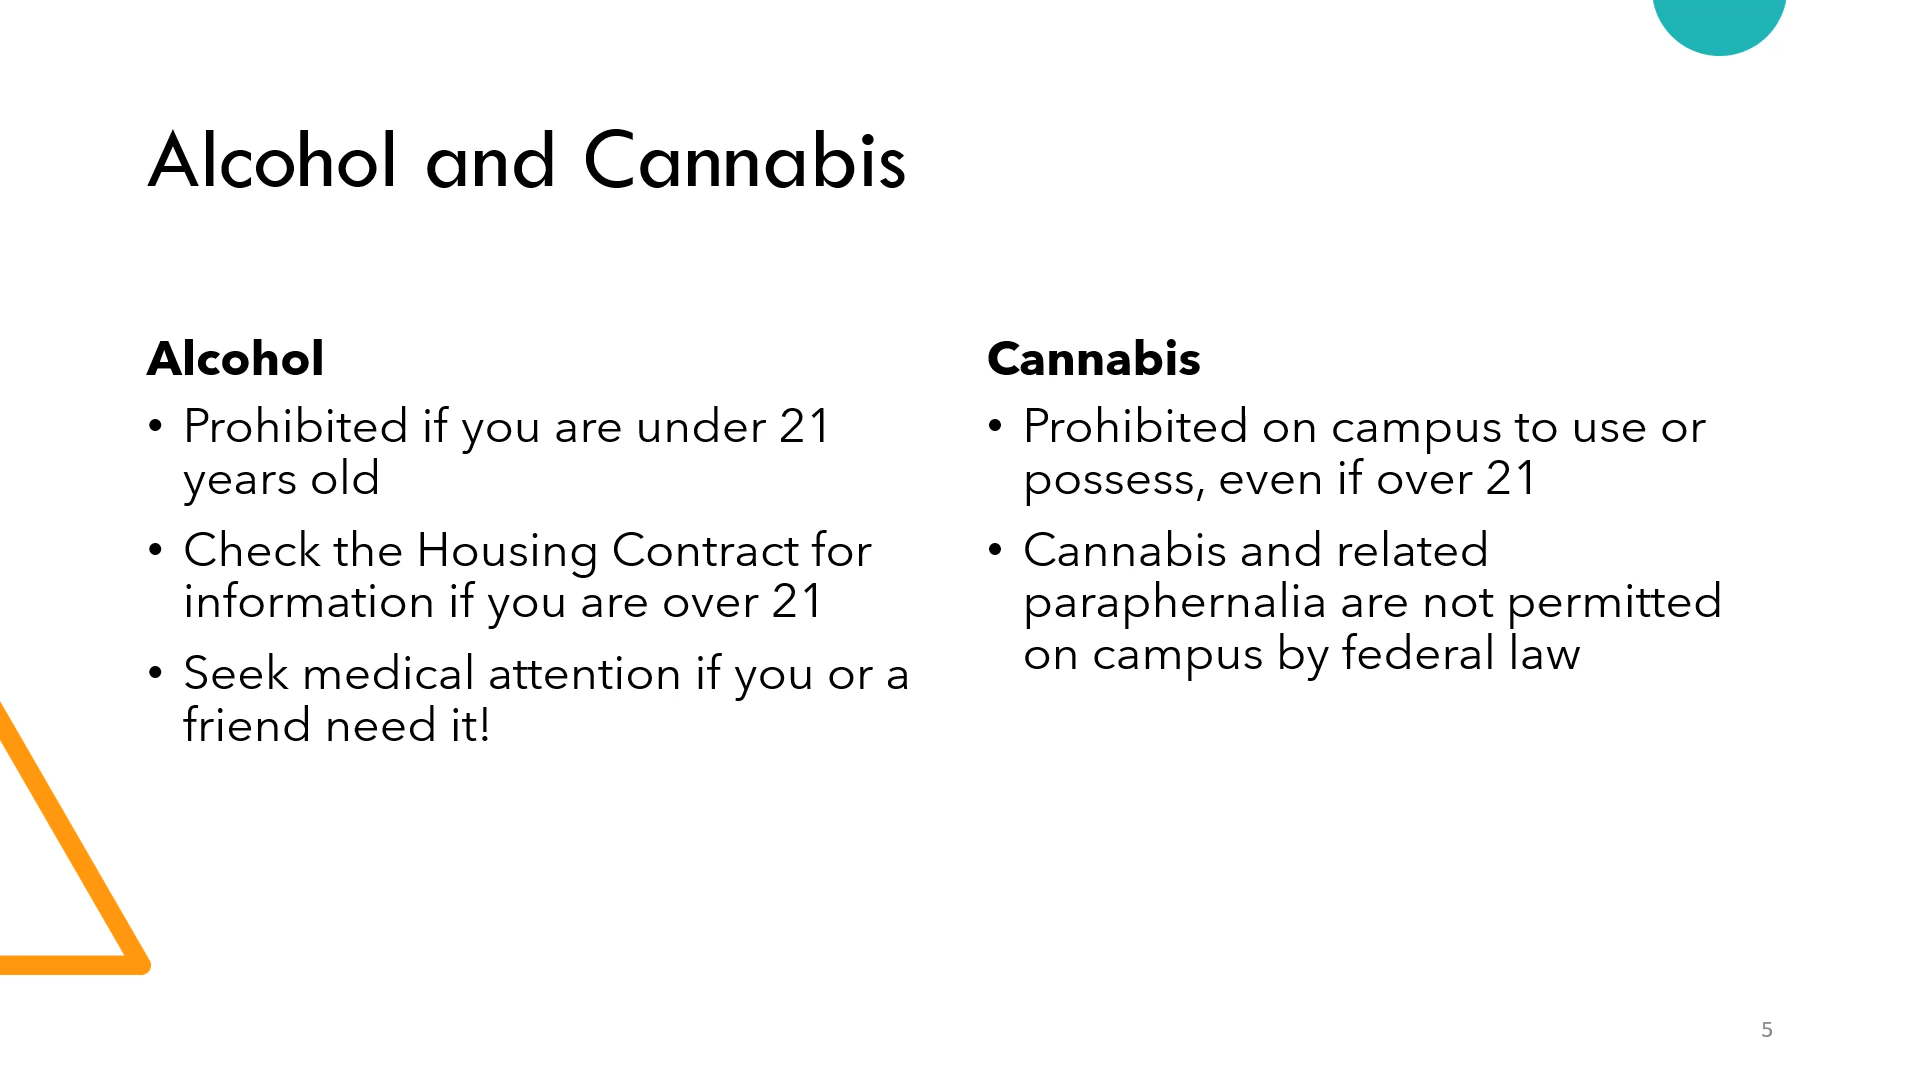 Alcohol and Cannabis
Alcohol
• Prohibited if you are under 21
years old
• Check the Housing Contract for
information if you are over 21
• Seek medical attention if you or a
friend need it!
Cannabis
• Prohibited on campus to use or
possess, even if over 21
• Cannabis and related
paraphernalia are not permitted
on campus by federal law
5